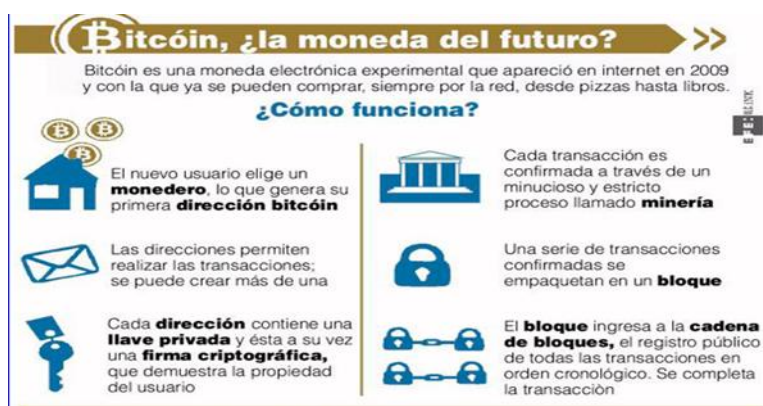 Bitcóin, ¿la moneda del futuro?
Bitcóin es una moneda electrónica experimental que apareció en internet en 2009
y con la que ya se pueden comprar, siempre por la red, desde pizzas hasta libros.
¿Cómo funciona?
El nuevo usuario elige un
monedero, lo que genera su
primera dirección bitcóin
Las direcciones permiten
realizar las transacciones;
se puede crear más de una
Cada dirección contiene una
llave privada y ésta a su vez
una firma criptográfica,
que demuestra la propiedad
del usuario
Cada transacción es
confirmada a través de un
minucioso y estricto
proceso llamado minería
Una serie de transacciones
confirmadas se
empaquetan en un bloque
El bloque ingresa a la cadena
de bloques, el registro público
de todas las transacciones en
orden cronológico. Se completa
la transacciòn
EFE: